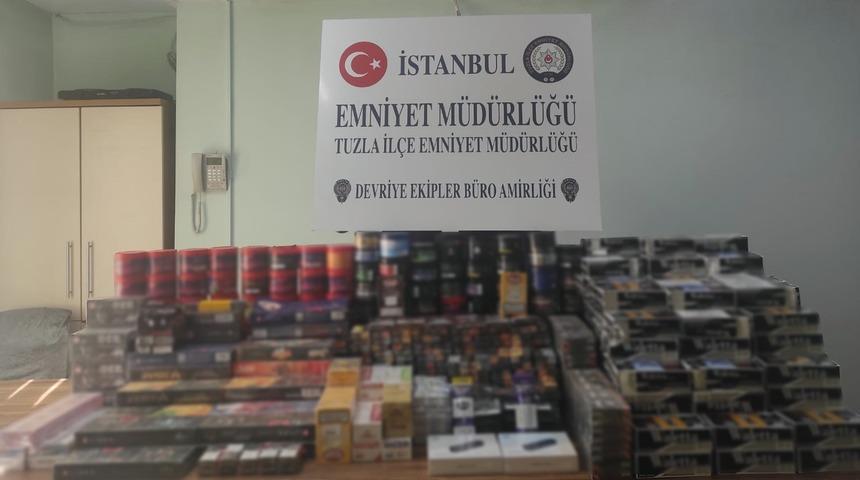 İSTANBUL
EMNİYET MÜDÜRLÜĞÜ
TUZLA İLÇE EMNİYET MÜDÜRLÜĞÜ
DEVRİYE EKİPLER BÜRO AMİRLİĞİ